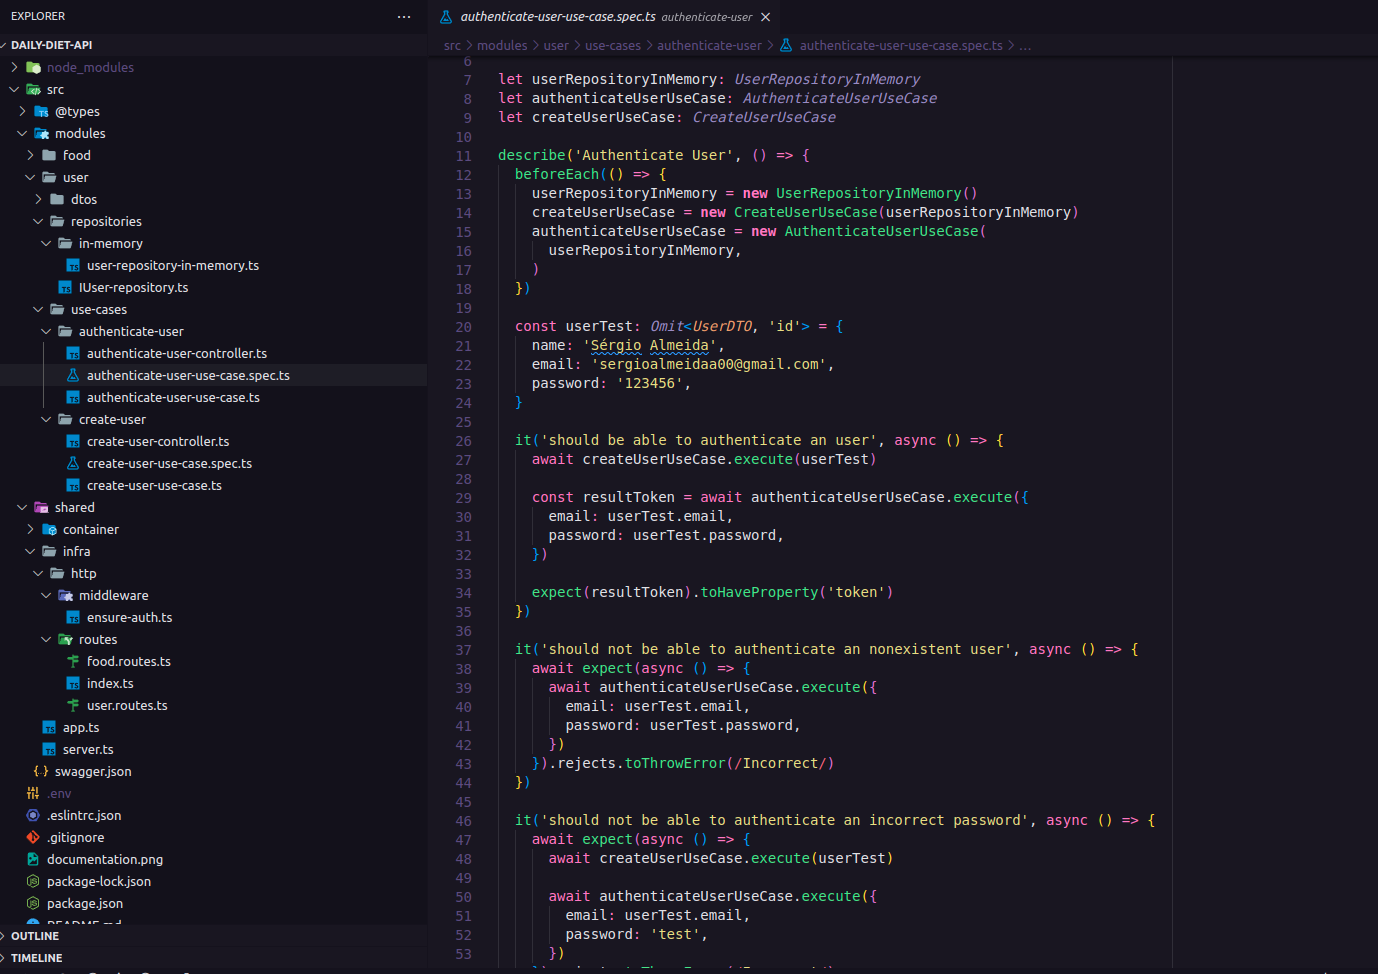 EXPLORER
DAILY-DIET-API
node_modules
src
@types
modules
food
user
dtos
repositories
in-memory
user-repository-in-memory.ts
IUser-repository.ts
use-cases
authenticate-user
authenticate-user-controller.ts
authenticate-user-use-case.spec.ts
authenticate-user-use-case.ts
create-user
create-user-controller.ts
create-user-use-case.spec.ts
create-user-use-case.ts
shared
container
infra
http
middleware
ensure-auth.ts
routes
food.routes.ts
index.ts
user.routes.ts
app.ts
server.ts
swagger.json
.env
.eslintrc.json
.gitignore
documentation.png
package-lock.json
package.json
README.md
OUTLINE
TIMELINE
authenticate-user-use-case.spec.ts authenticate-user
src > modules > user > use-cases > authenticate-user > authenticate-user-use-case.spec.ts > ...
6
7 let userRepositoryInMemory: UserRepositoryInMemory
8 let authenticateUserUseCase: AuthenticateUserUseCase
9 let createUserUseCase: CreateUserUseCase
10
11 describe('Authenticate User', () => {
12 beforeEach(() => {
13 userRepositoryInMemory = new UserRepositoryInMemory()
14 createUserUseCase = new CreateUserUseCase(userRepositoryInMemory)
15 authenticateUserUseCase = new AuthenticateUserUseCase(
16 userRepositoryInMemory,
17 )
18 })
19
20 const userTest: Omit<UserDTO, 'id'> = {
21 name: 'Sérgio Almeida',
22 email: 'sergioalmeidaa00@gmail.com',
23 password: '123456',
24 }
25
26 it('should be able to authenticate an user', async () => {
27 await createUserUseCase.execute(userTest)
28
29 const resultToken = await authenticateUserUseCase.execute({
30 email: userTest.email,
31 password: userTest.password,
32 })
33
34 expect(resultToken).toHaveProperty('token')
35 })
36
37 it('should not be able to authenticate an nonexistent user', async () => {
38 await expect(async () => {
39 await authenticateUserUseCase.execute({
40 email: userTest.email,
41 password: userTest.password,
42 })
43 }).rejects.toThrowError(/Incorrect/)
44 })
45
46 it('should not be able to authenticate an incorrect password', async () => {
47 await expect(async () => {
48 await createUserUseCase.execute(userTest)
49
50 await authenticateUserUseCase.execute({
51 email: userTest.email,
52 password: 'test',
53 })